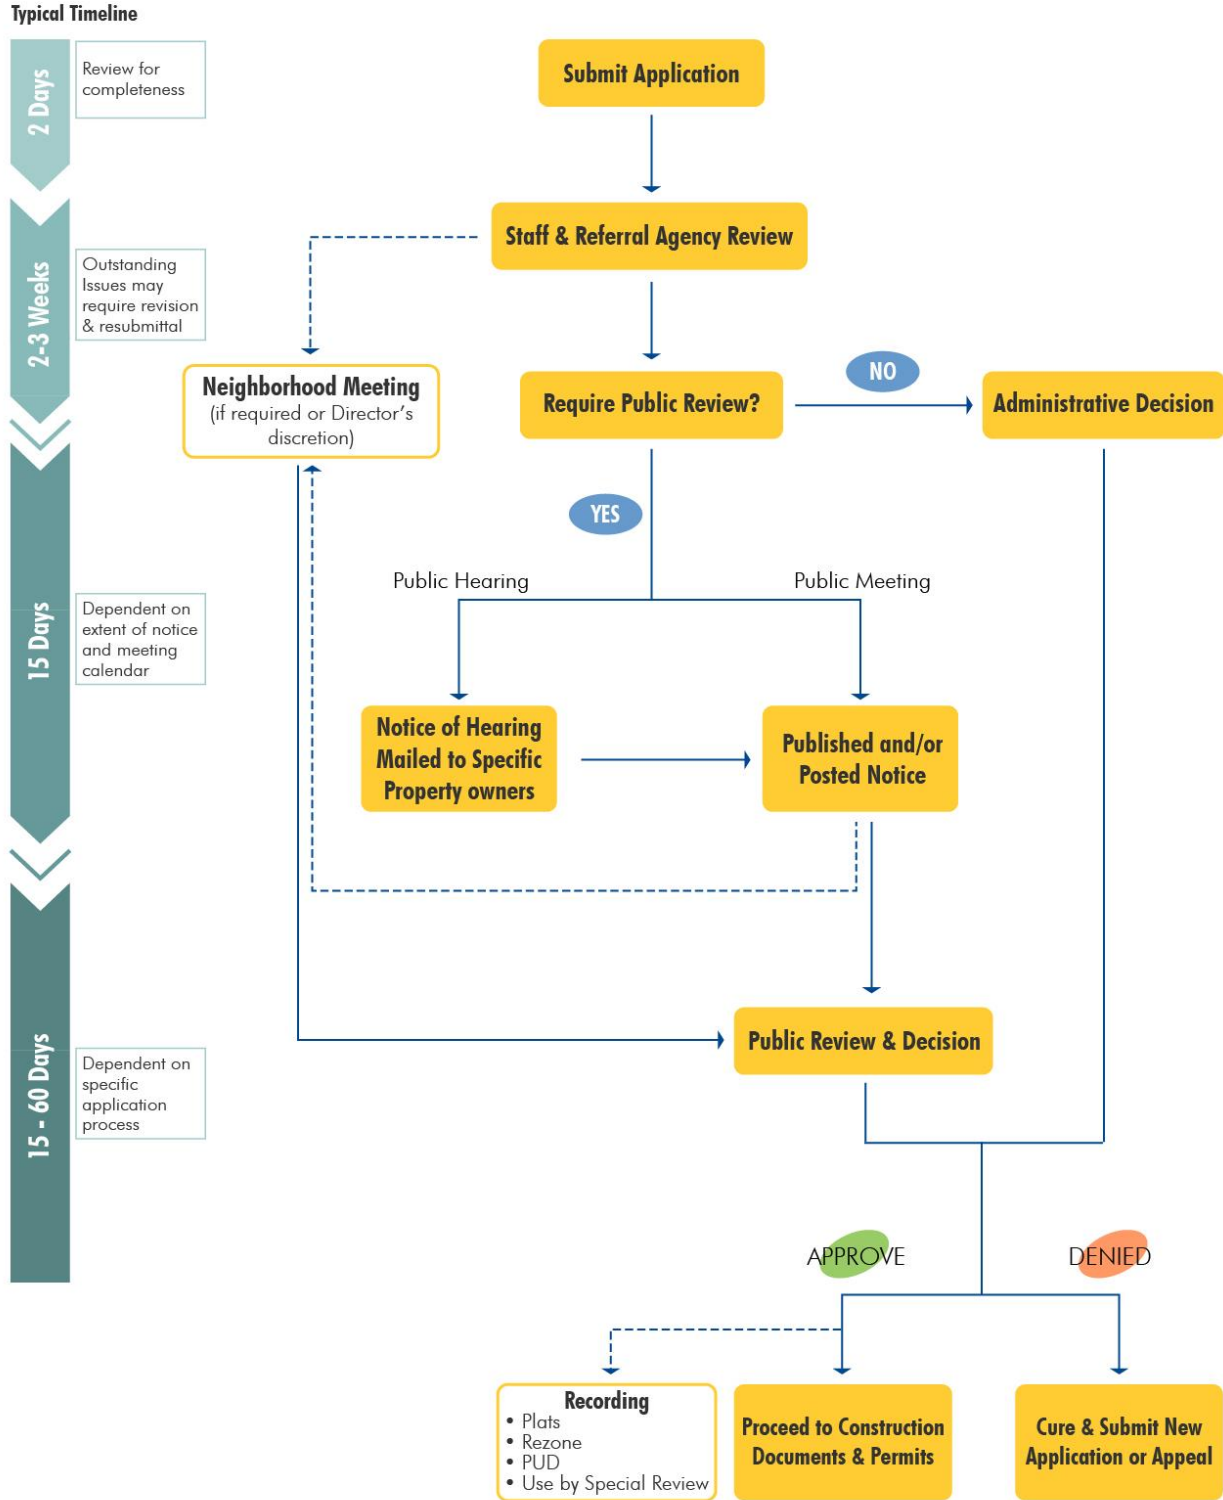 Typical Timeline
2 Days
Review for
completeness
Submit Application
2-3 Weeks
Outstanding
Issues may
require revision
& resubmittal
Staff & Referral Agency Review
Neighborhood Meeting
(if required or Director's
discretion)
Require Public Review?
NO
Administrative Decision
YES
15 Days
Dependent on
extent of notice
and meeting
calendar
Public Hearing
Public Meeting
Notice of Hearing
Mailed to Specific
Property owners
Published and/or
Posted Notice
15 - 60 Days
Dependent on
specific
application
process
Public Review & Decision
APPROVE
DENIED
Recording
• Plats
• Rezone
• PUD
• Use by Special Review
Proceed to Construction
Documents & Permits
Cure & Submit New
Application or Appeal